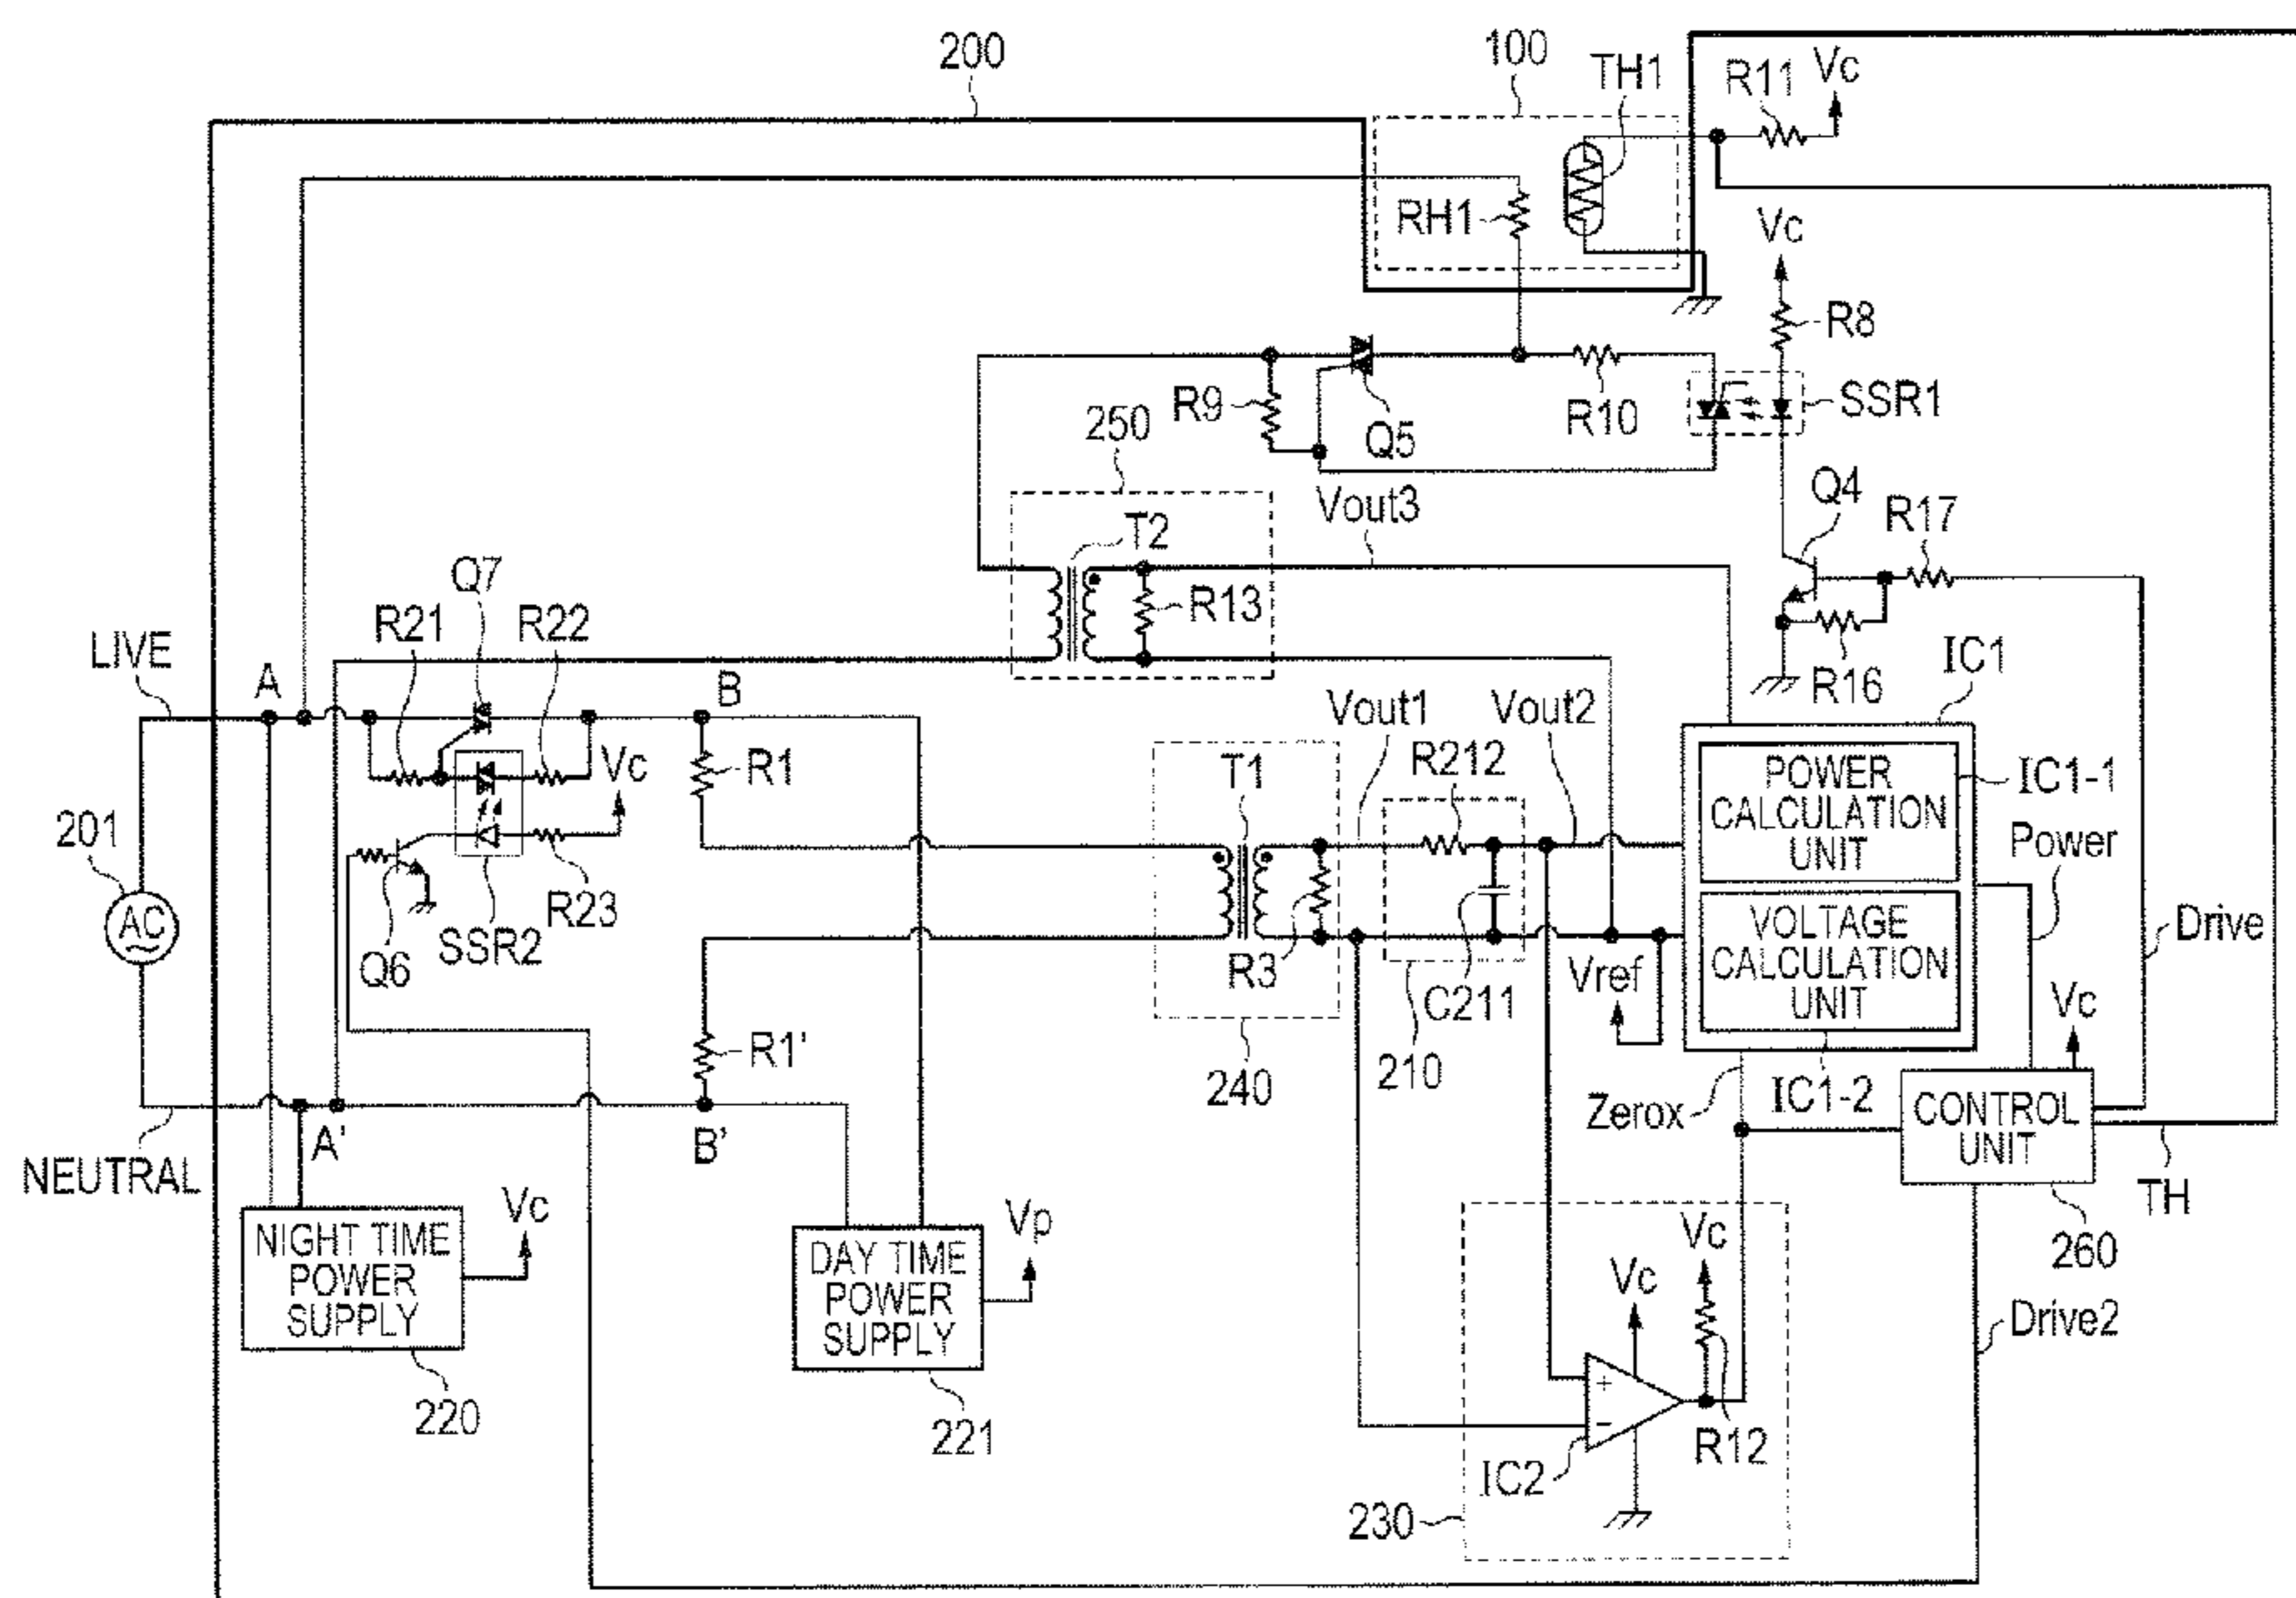 200
100
TH1
R11
Vc
RH1
Vc
R8
R9
Q5
R10
SSR1
250
Vout3
Q4
R17
T2
R13
R16
Q7
R21
R22
LIVE
A
B
IC1
Vout1
Vout2
Vc
R1
T1
R212
POWER
CALCULATION
UNIT
IC1-1
Power
201
AC
Q6
SSR2
R23
R3
C211
Vref
VOLTAGE
CALCULATION
UNIT
Drive
Vc
R1'
240
210
Zerox
IC1-2
CONTROL
UNIT
A'
B'
NEUTRAL
TH
260
NIGHT TIME
POWER
SUPPLY
Vc
DAY TIME
POWER
SUPPLY
Vp
Vc
Vc
Drive2
220
221
+
−
IC2
R12
230